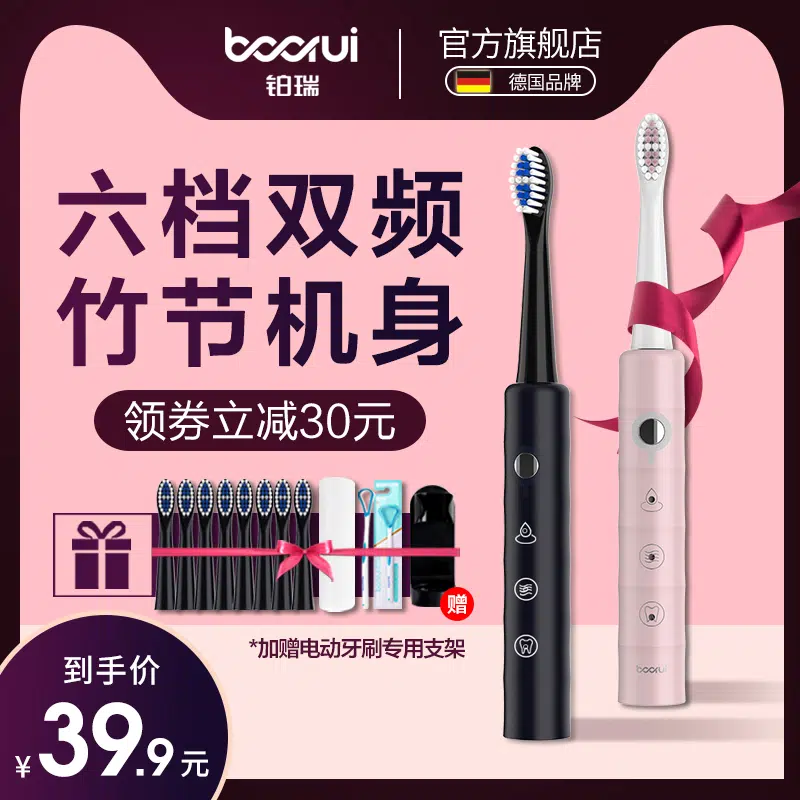 boorui
铂瑞
官方旗舰店
德国品牌
六档双频
竹节机身
领券立减30元
赠
*加赠电动牙刷专用支架
boorui
到手价
¥39.9元